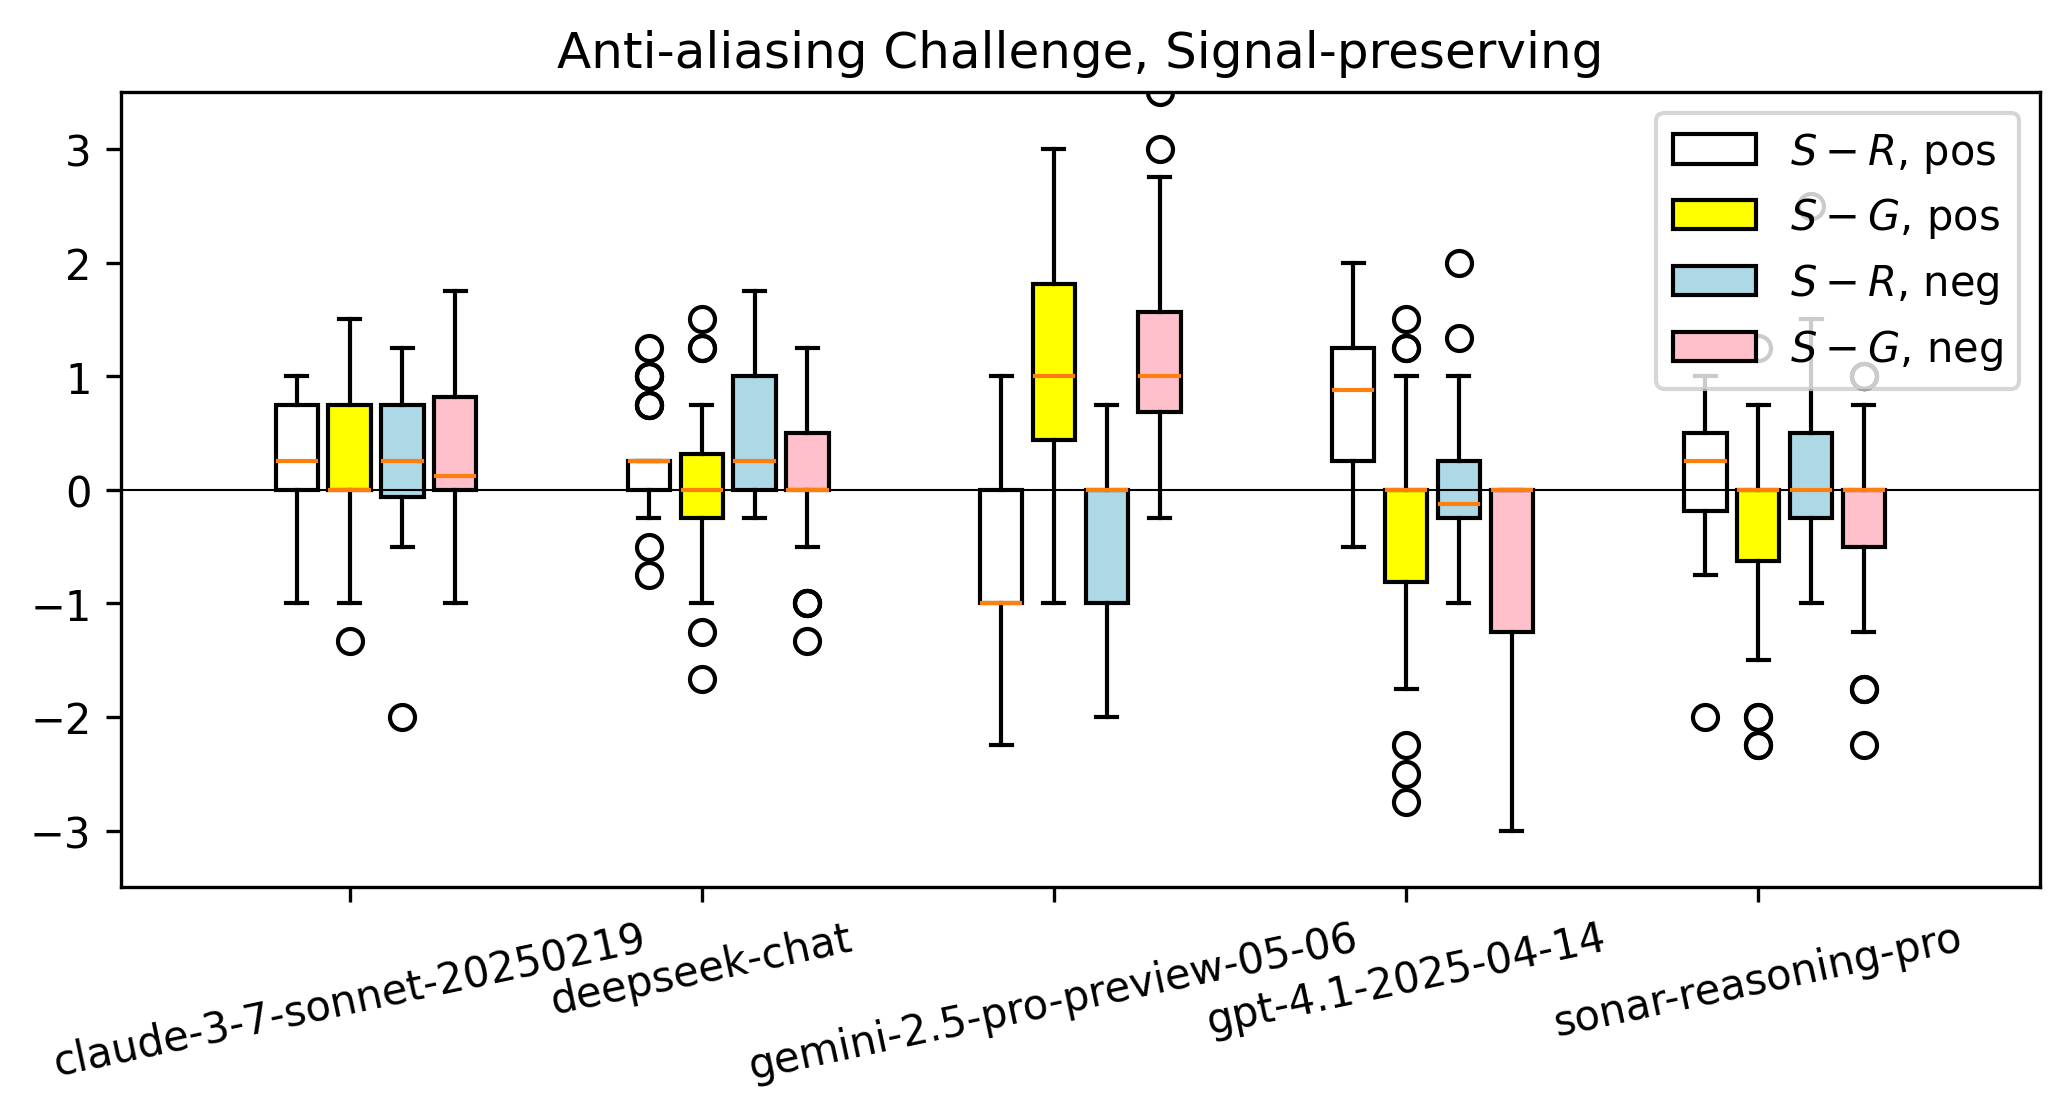 Anti-aliasing Challenge, Signal-preserving
3
2
1
0
−1
−2
−3
S − R, pos
S − G, pos
S − R, neg
S − G, neg
claude-3-7-sonnet-20250219
deepseek-chat
gemini-2.5-pro-preview-05-06
gpt-4.1-2025-04-14
sonar-reasoning-pro